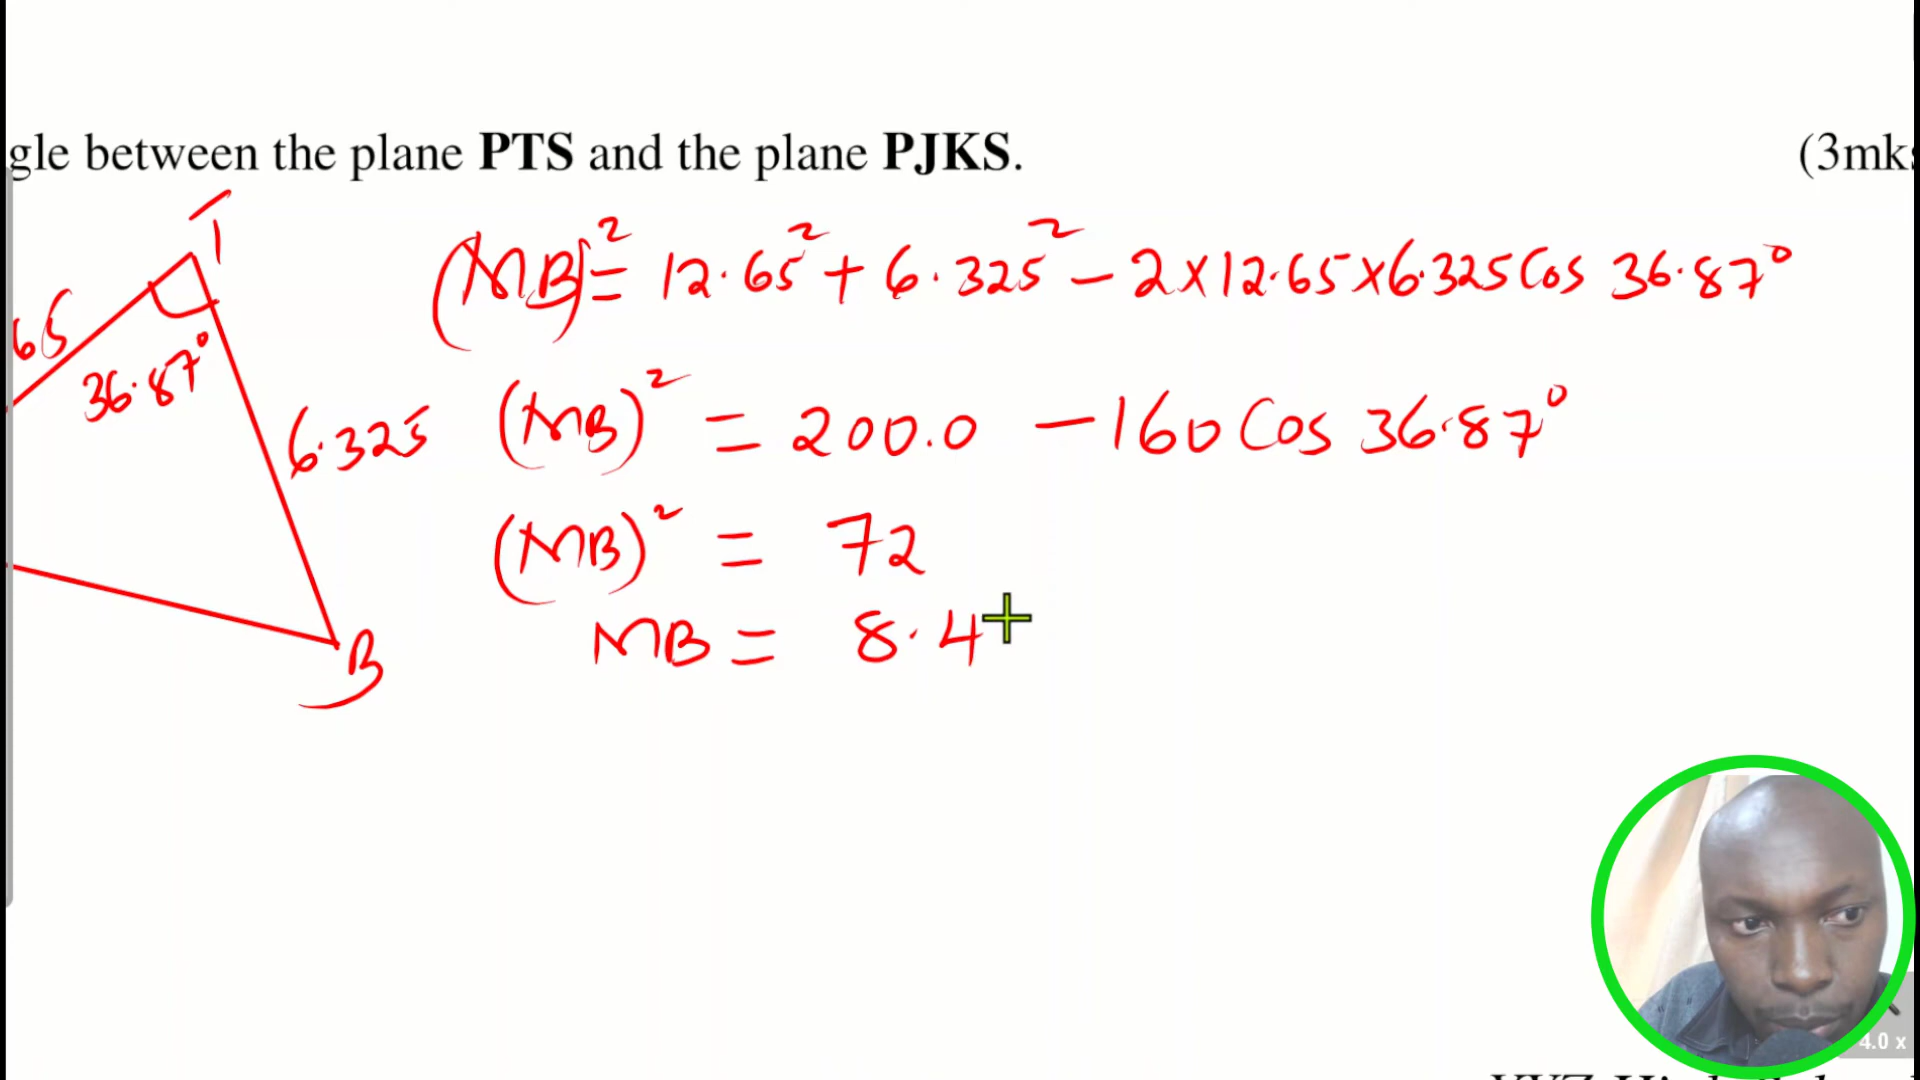 gle between the plane PTS and the plane PJKS. (3mks
T
65
36.87°
6.325
B
(MB)² = 12.65² + 6.325² - 2×12.65×6.325 Cos 36.87°
(MB)² = 200.0 - 160 Cos 36.87°
(MB)² = 72
MB = 8.4
4.0 x